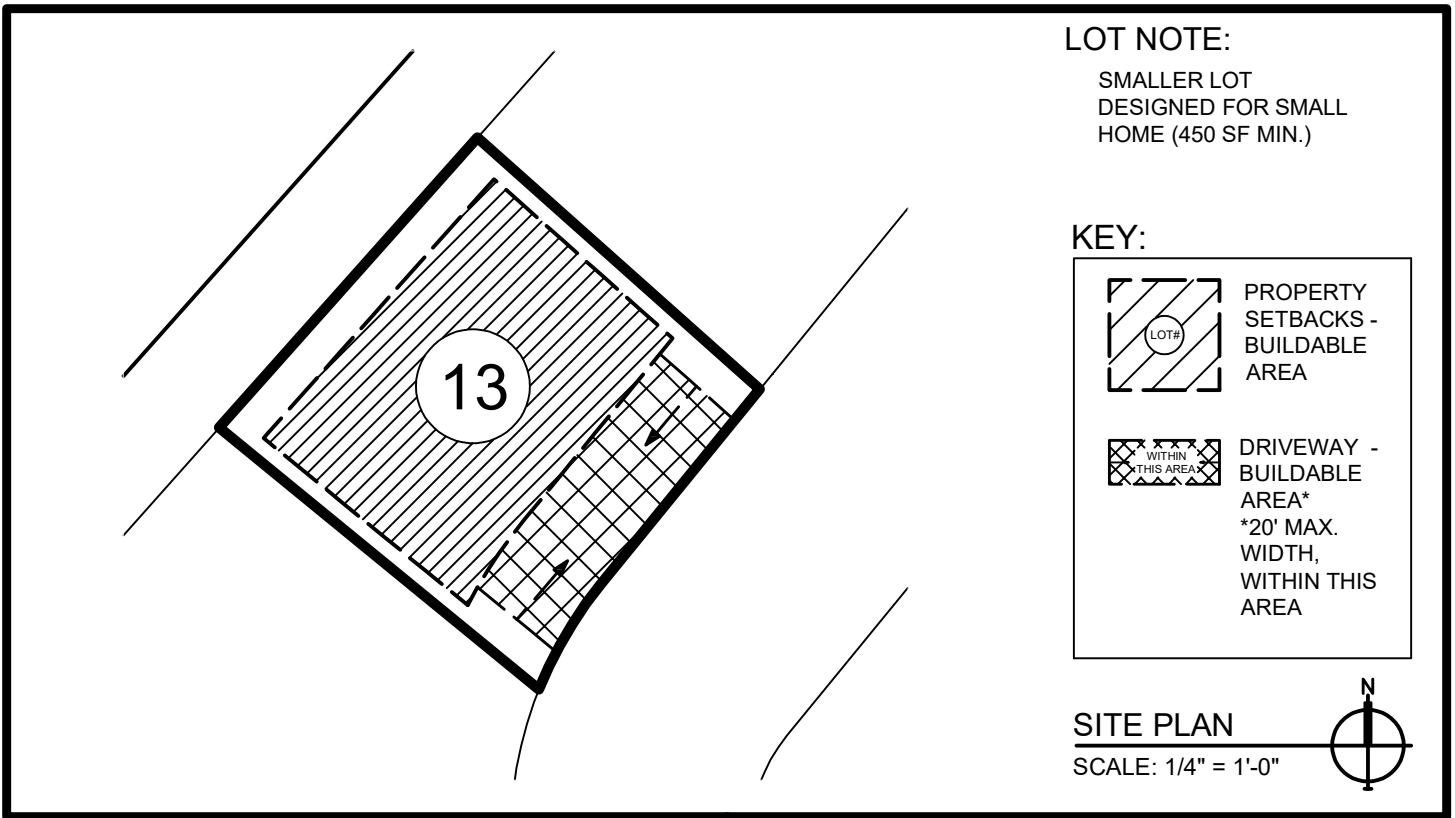 LOT NOTE:
SMALLER LOT
DESIGNED FOR SMALL
HOME (450 SF MIN.)
13
KEY:
LOT#
PROPERTY
SETBACKS -
BUILDABLE
AREA
WITHIN
THIS AREA
DRIVEWAY -
BUILDABLE
AREA*
*20' MAX.
WIDTH,
WITHIN THIS
AREA
N
SITE PLAN
SCALE: 1/4" = 1'-0"